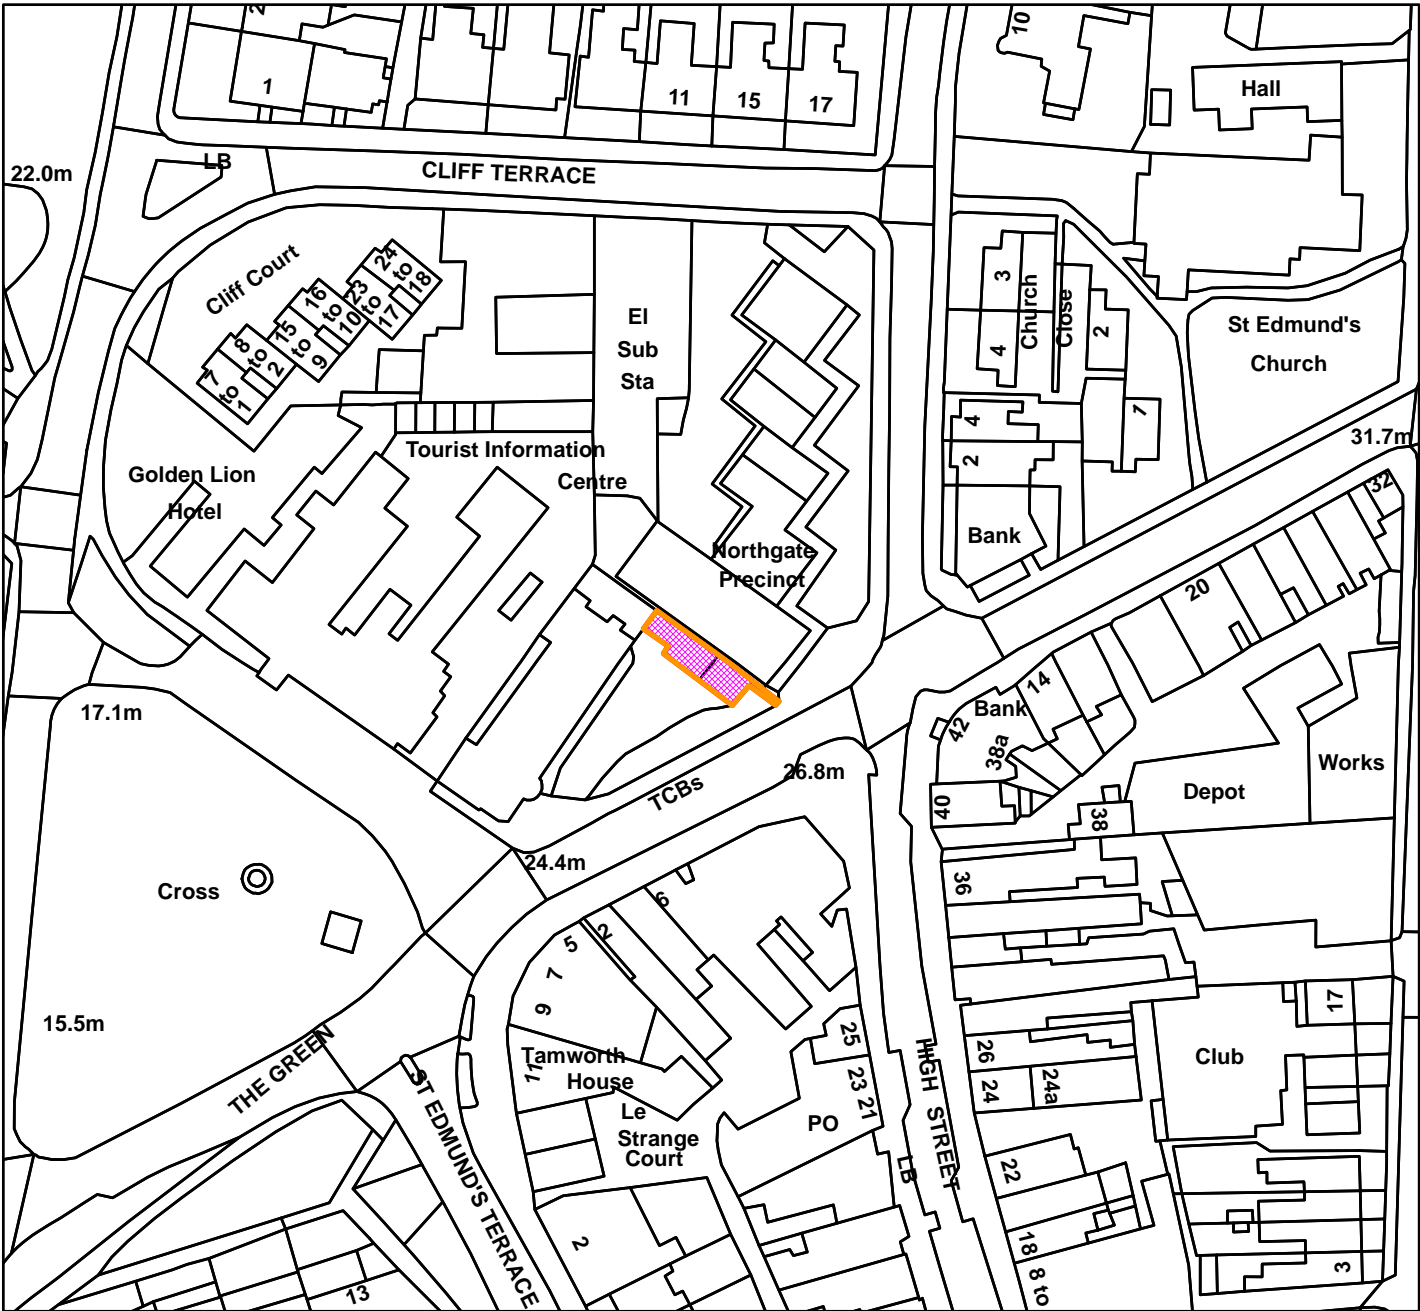 10
2
1
11
15
17
Hall
22.0m
LB
CLIFF TERRACE
Cliff Court
24
to
18
23
to
17
16
to
10
15
to
9
8
to
2
7
to
1
El
Sub
Sta
3
Church
Close
4
2
St Edmund's
Church
4
2
7
31.7m
Golden Lion
Hotel
Tourist Information
Centre
Northgate
Precinct
Bank
32
20
17.1m
14
Bank
42
38a
26.8m
TCBs
40
38
Depot
Works
24.4m
Cross
36
6
2
5
7
9
11
15.5m
THE GREEN
Tamworth
House
Le
Strange
Court
ST EDMUND'S TERRACE
25
23 21
PO
HIGH STREET
LB
26
24
24a
Club
17
22
18
8 to
2
13
3